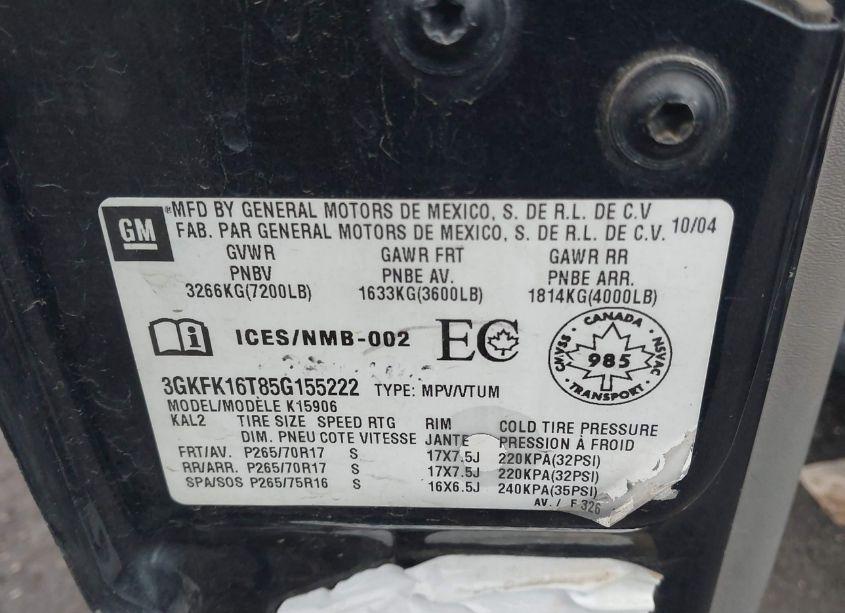 GM
®MFD BY GENERAL MOTORS DE MEXICO, S. DE R.L. DE C.V
FAB. PAR GENERAL MOTORS DE MEXICO, S. DE R.L. DE C.V. 10/04
GVWR GAWR FRT GAWR RR
PNBV PNBE AV. PNBE ARR.
3266KG(7200LB) 1633KG(3600LB) 1814KG(4000LB)
i ICES/NMB-002 EC
CANADA
CMVSS 985 NSVAC
TRANSPORT
3GKFK16T85G155222 TYPE: MPV/VTUM
MODEL/MODÈLE K15906
KAL2 TIRE SIZE SPEED RTG RIM COLD TIRE PRESSURE
DIM. PNEU COTE VITESSE JANTE PRESSION À FROID
FRT/AV. P265/70R17 S 17X7.5J 220KPA(32PSI)
RR/ARR. P265/70R17 S 17X7.5J 220KPA(32PSI)
SPA/SOS P265/75R16 S 16X6.5J 240KPA(35PSI)
AV. / F 326